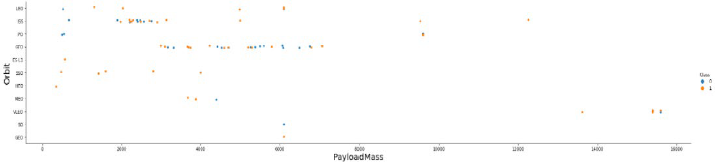 LEO
ISS
PO
GTO
ES-L1
SSO
HEO
MEO
VLEO
SO
GEO
Orbit
0
2000
4000
6000
8000
10000
12000
14000
16000
PayloadMass
Class
0
1